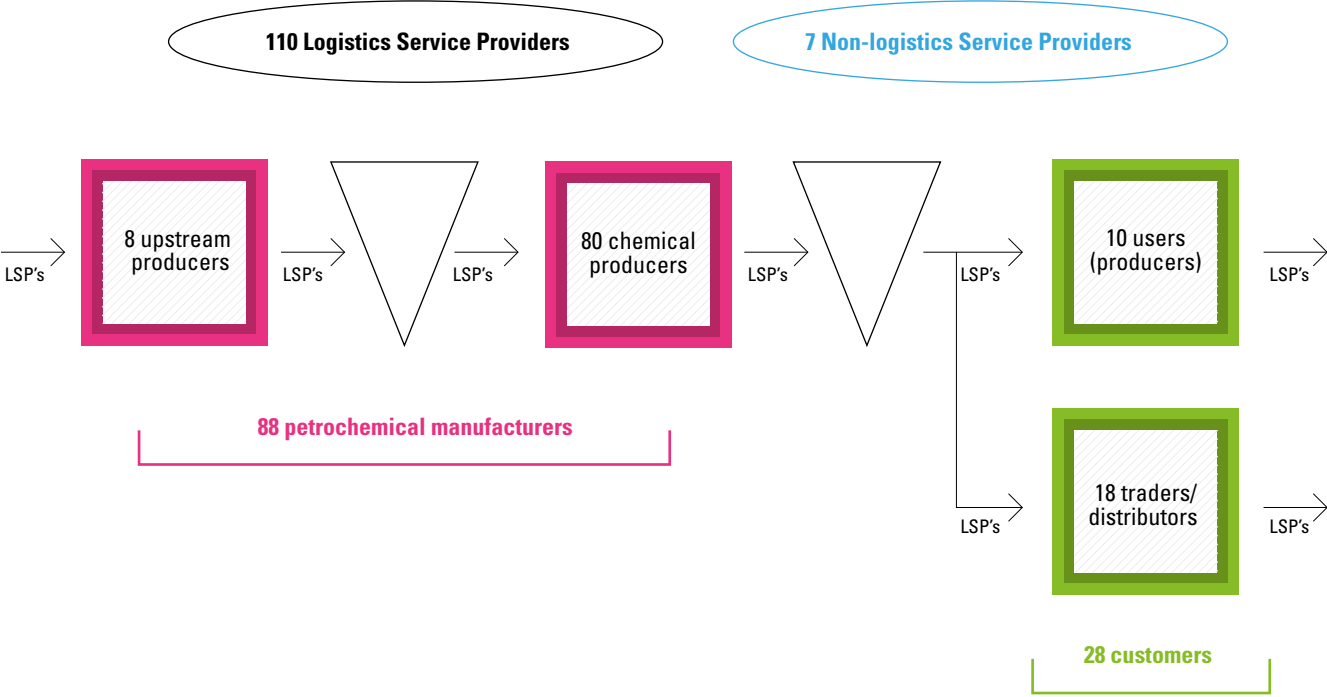 110 Logistics Service Providers
7 Non-logistics Service Providers
LSP's
8 upstream
producers
LSP's
LSP's
80 chemical
producers
LSP's
LSP's
10 users
(producers)
LSP's
88 petrochemical manufacturers
LSP's
18 traders/
distributors
LSP's
28 customers